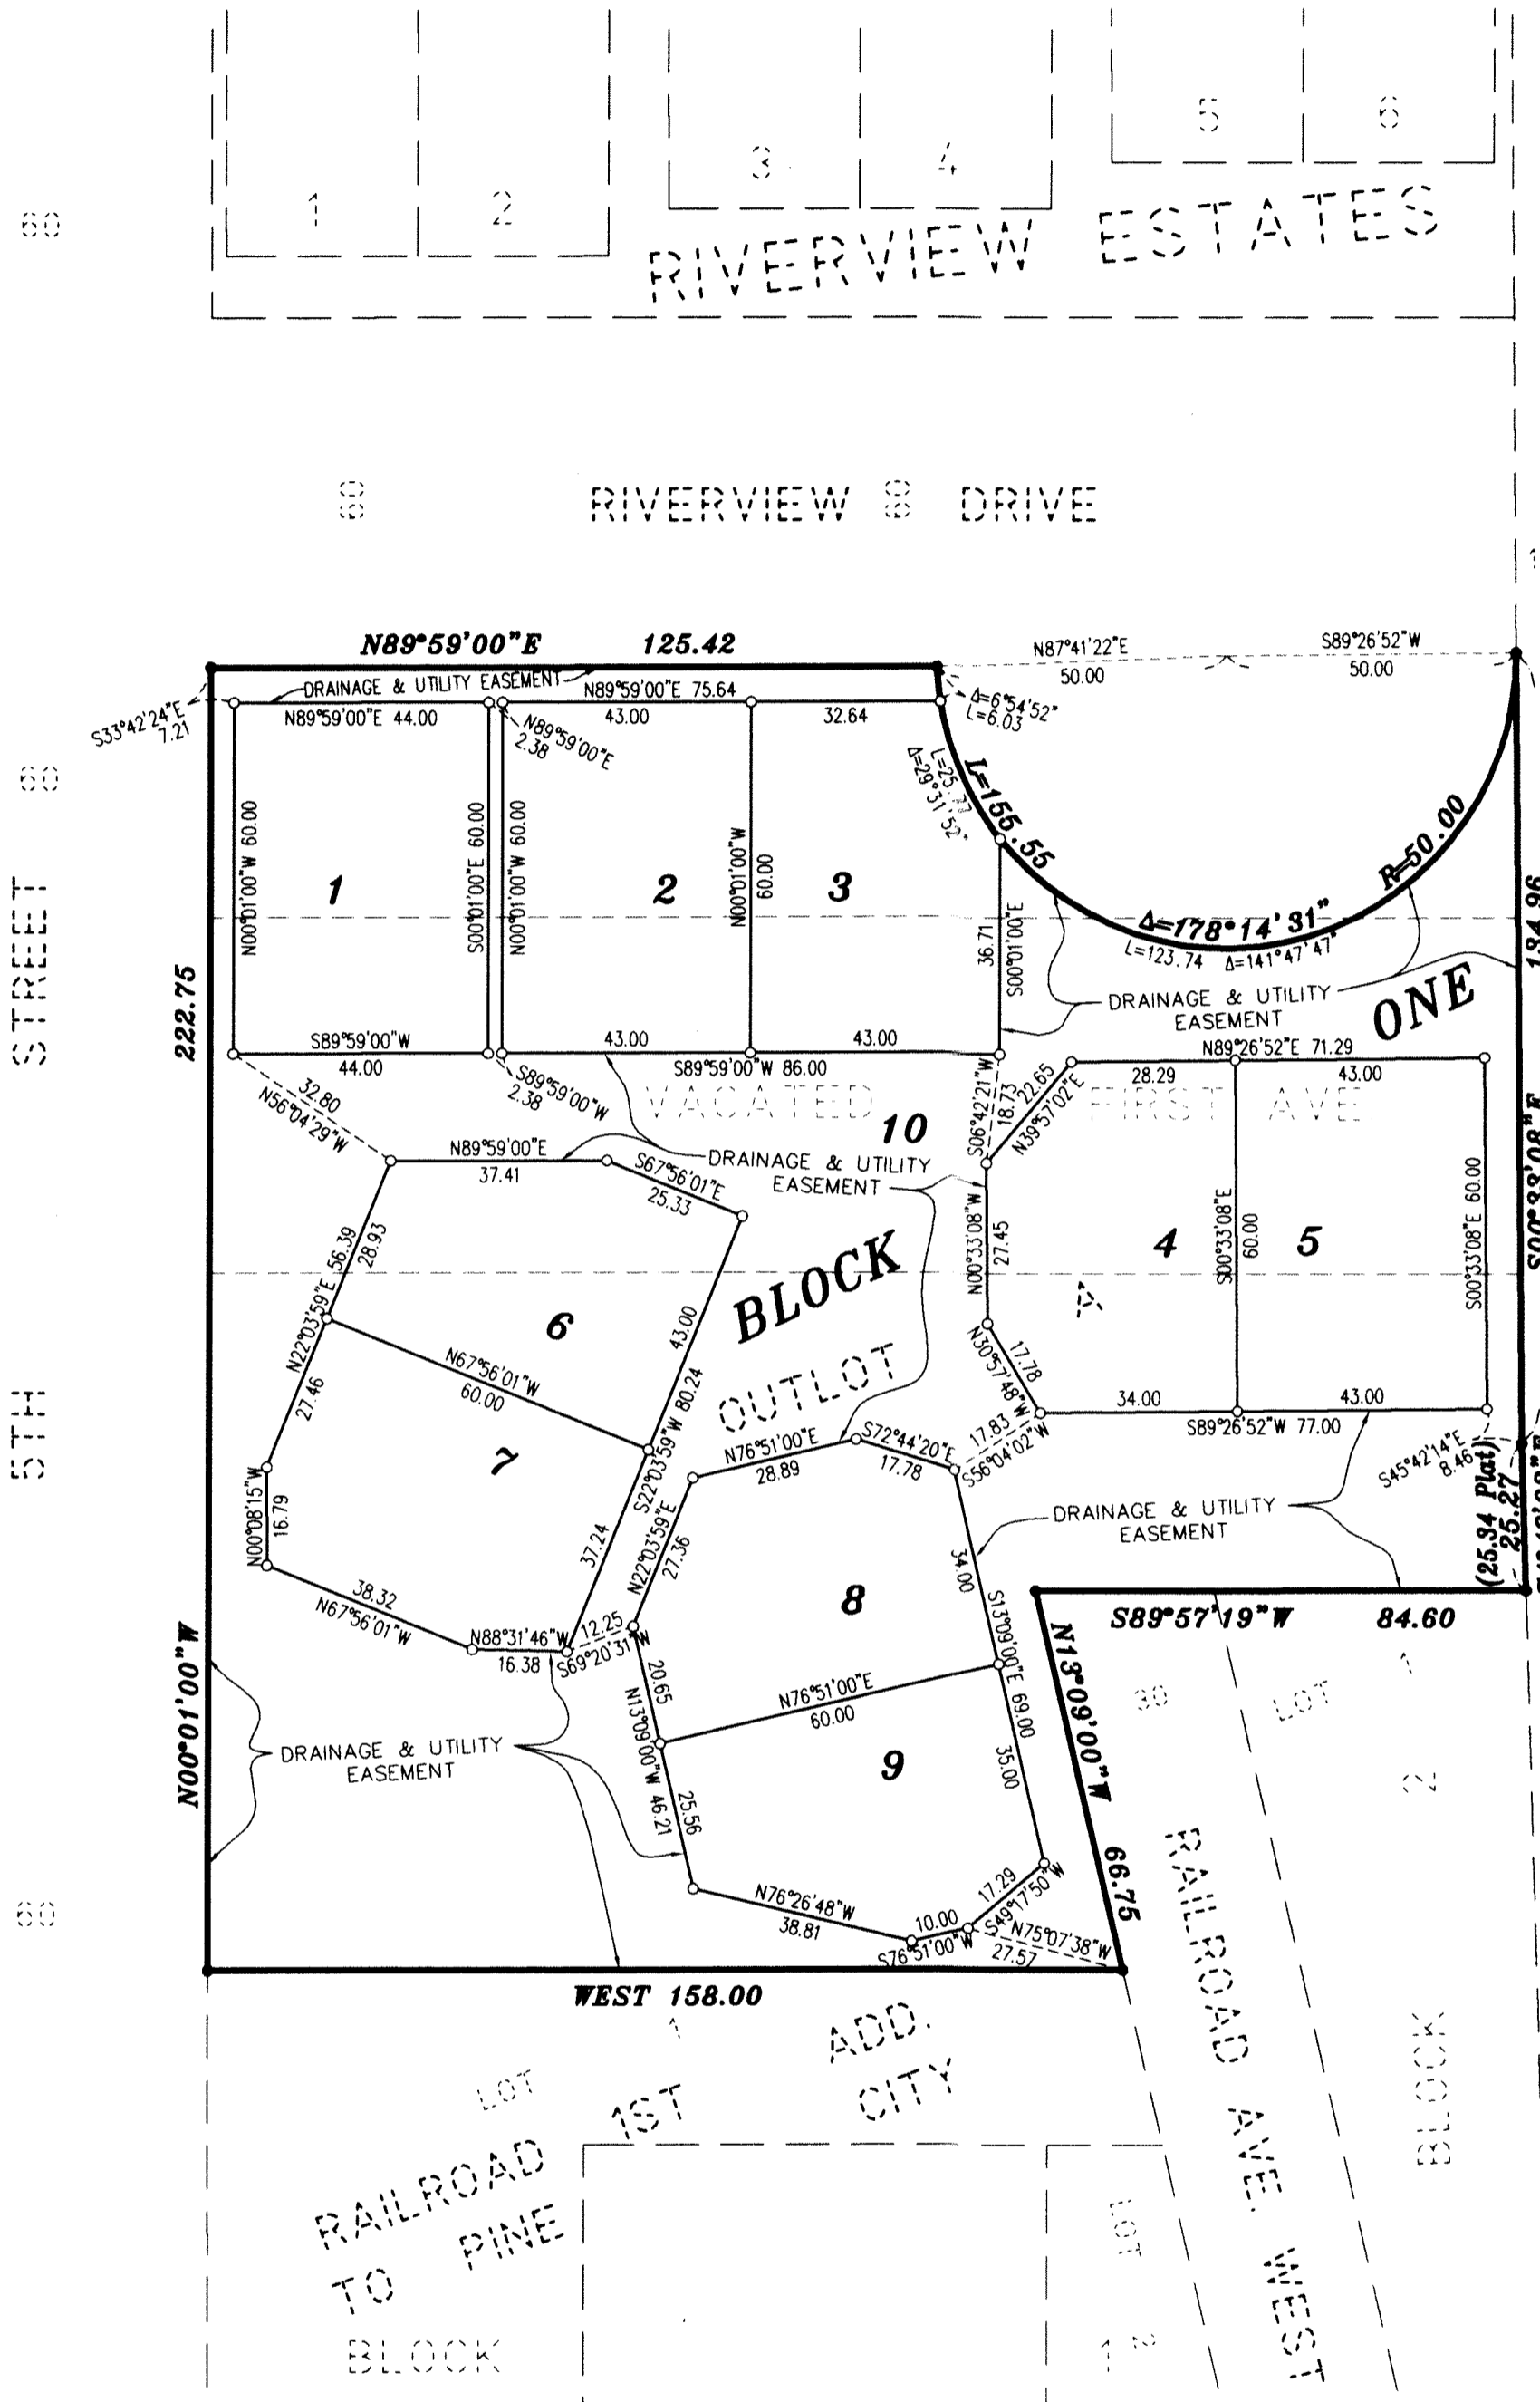 5
6
3
4
1
2
60
RIVERVIEW ESTATES
60
RIVERVIEW
60
DRIVE
N89°59'00"E 125.42
N87°41'22"E
50.00
S89°26'52"W
50.00
DRAINAGE & UTILITY EASEMENT
N89°59'00"E 75.64
S33°42'24"E
7.21
N89°59'00"E 44.00
N89°59'00"E
2.38
43.00
32.64
Δ=6°54'52"
L=6.03
60
L=25.77
Δ=29°31'52"
L=155.55
R=50.00
N00°01'00"W 60.00
S00°01'00"E 60.00
N00°01'00"W 60.00
N00°01'00"W
60.00
1
2
3
Δ=178°14'31"
L=123.74 Δ=141°47'47"
36.71
S00°01'00"E
134.96
222.75
STREET
DRAINAGE & UTILITY
EASEMENT
ONE
S89°59'00"W
44.00
S89°59'00"W
2.38
43.00
43.00
S89°59'00"W 86.00
N89°26'52"E 71.29
28.29
43.00
32.80
N56°04'29"W
VACATED
FIRST AVE.
S06°42'21"W
18.73
22.65
N39°57'02"E
10
N89°59'00"E
37.41
S67°56'01"E
25.33
DRAINAGE & UTILITY
EASEMENT
N00°33'08"W
27.45
4
S00°33'08"E
60.00
5
S00°33'08"E 60.00
S00°33'08"E
N22°03'59"E 56.39
28.93
6
43.00
BLOCK
A
N67°56'01"W
60.00
27.46
OUTLOT
N30°57'48"W
17.78
34.00
43.00
S89°26'52"W 77.00
5TH
7
S22°03'59"W 80.24
37.24
N76°51'00"E
28.89
S72°44'20"E
17.78
17.83
S56°04'02"W
S45°42'14"E
8.46
(25.34 Plat)
25.27
N00°08'15"W
16.79
N22°03'59"E
27.36
DRAINAGE & UTILITY
EASEMENT
38.32
N67°56'01"W
N88°31'46"W
16.38
12.25
S69°20'31"W
8
34.00
S13°09'00"E 69.00
S89°57'19"W 84.60
20.65
N13°09'00"W 46.21
N76°51'00"E
60.00
N13°09'00"W 66.75
30
LOT 1
N00°01'00"W
DRAINAGE & UTILITY
EASEMENT
9
35.00
25.56
2
60
N76°26'48"W
38.81
10.00
S76°51'00"W
17.29
S49°17'50"W
N75°07'38"W
27.57
WEST 158.00
RAILROAD AVE. WEST
BLOCK
LOT 1
RAILROAD 1ST ADD.
TO PINE CITY
BLOCK
LOT
1
2